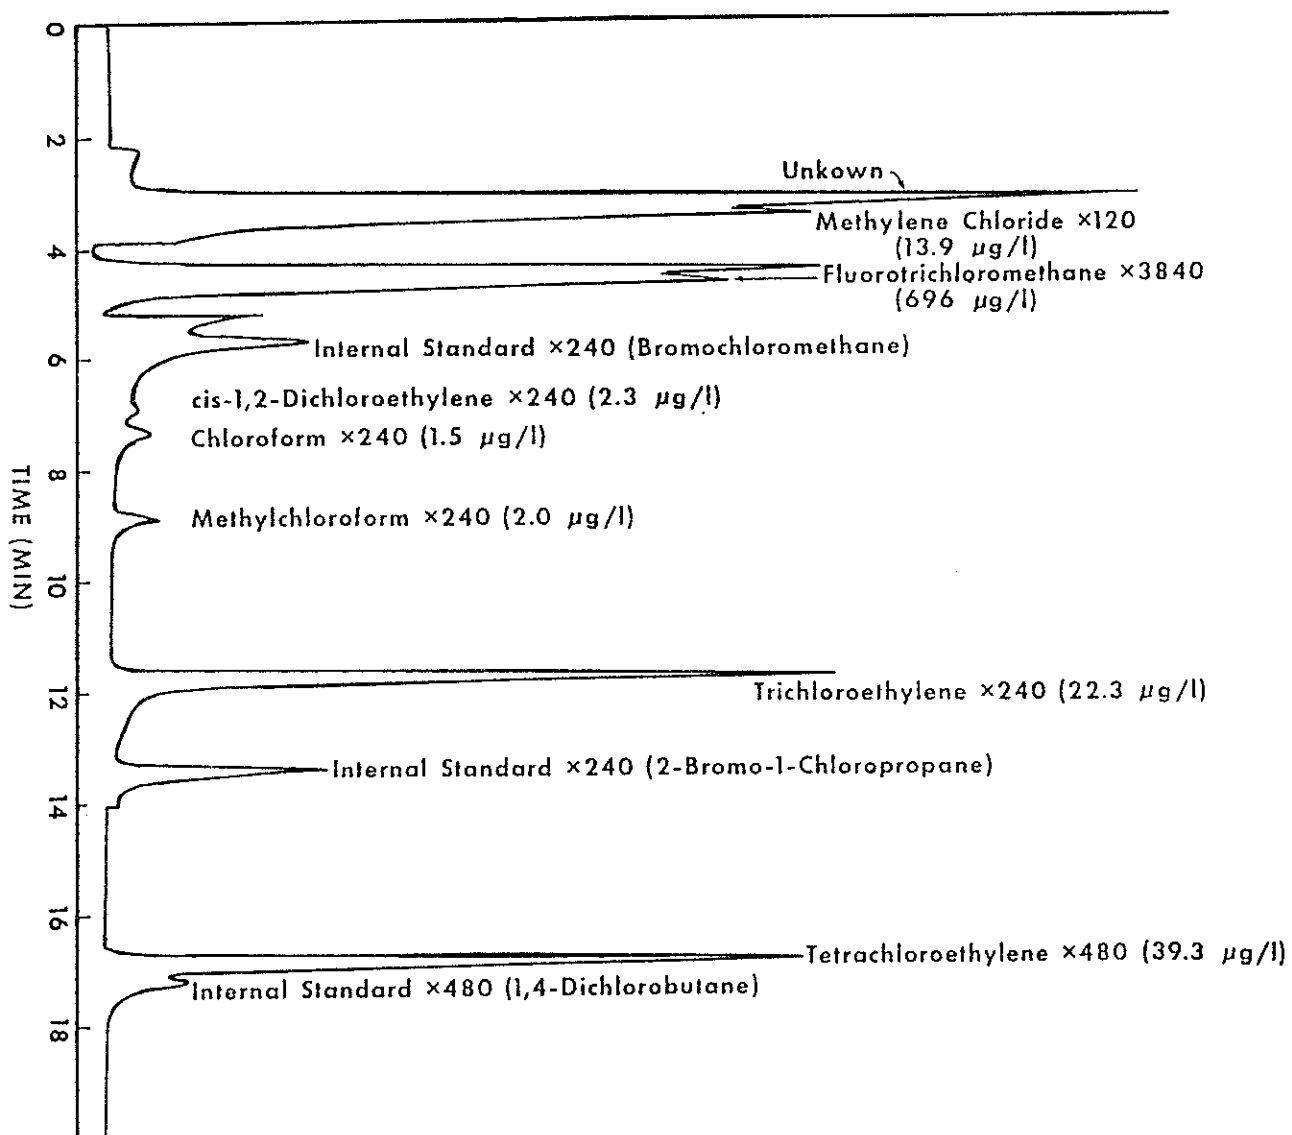 0
Unkown
2
Methylene Chloride ×120
(13.9 µg/l)
4
Fluorotrichloromethane ×3840
(696 µg/l)
Internal Standard ×240 (Bromochloromethane)
6
cis-1,2-Dichloroethylene ×240 (2.3 µg/l)
Chloroform ×240 (1.5 µg/l)
8
Methylchloroform ×240 (2.0 µg/l)
TIME (MIN)
10
12
Trichloroethylene ×240 (22.3 µg/l)
Internal Standard ×240 (2-Bromo-1-Chloropropane)
14
16
Tetrachloroethylene ×480 (39.3 µg/l)
Internal Standard ×480 (1,4-Dichlorobutane)
18